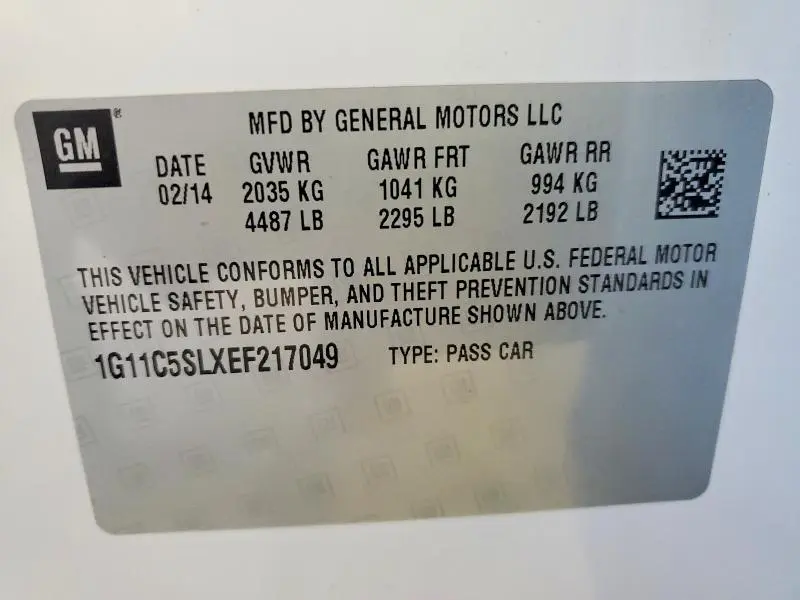 GM®
MFD BY GENERAL MOTORS LLC
DATE GVWR GAWR FRT GAWR RR
02/14 2035 KG 1041 KG 994 KG
4487 LB 2295 LB 2192 LB
THIS VEHICLE CONFORMS TO ALL APPLICABLE U.S. FEDERAL MOTOR
VEHICLE SAFETY, BUMPER, AND THEFT PREVENTION STANDARDS IN
EFFECT ON THE DATE OF MANUFACTURE SHOWN ABOVE.
1G11C5SLXEF217049 TYPE: PASS CAR